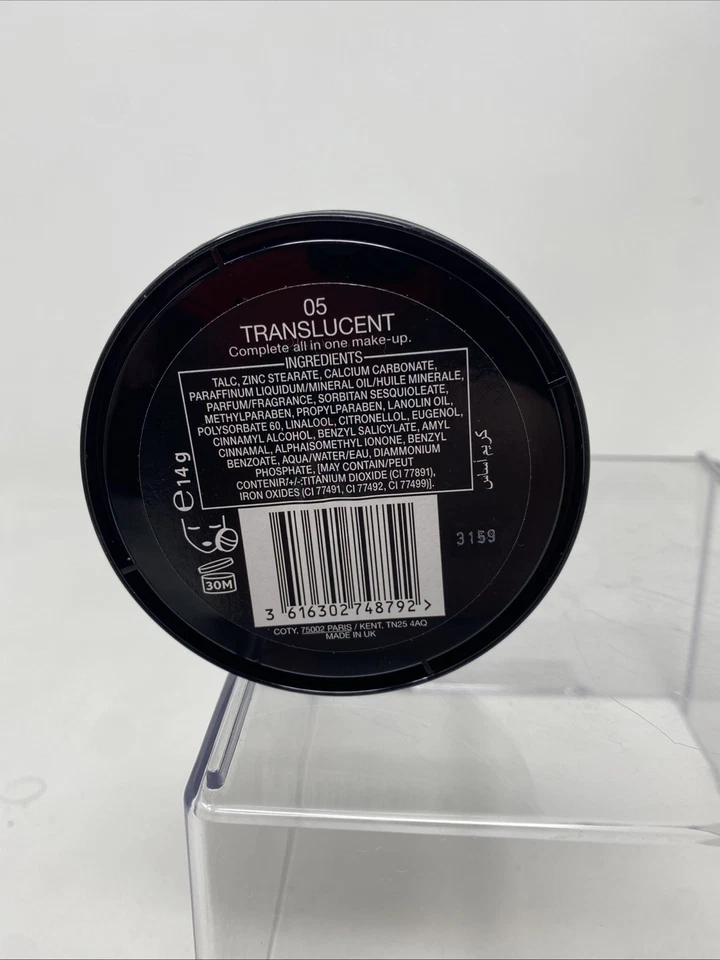 05
TRANSLUCENT
Complete all in one make-up.
INGREDIENTS
TALC, ZINC STEARATE, CALCIUM CARBONATE,
PARAFFINUM LIQUIDUM/MINERAL OIL/HUILE MINERALE,
PARFUM/FRAGRANCE, SORBITAN SESQUIOLEATE,
METHYLPARABEN, PROPYLPARABEN, LANOLIN OIL,
POLYSORBATE 60, LINALOOL, CITRONELLOL, EUGENOL,
CINNAMYL ALCOHOL, BENZYL SALICYLATE, AMYL
CINNAMAL, ALPHAISOMETHYL IONONE, BENZYL
BENZOATE, AQUA/WATER/EAU, DIAMMONIUM
PHOSPHATE, [MAY CONTAIN/PEUT
CONTENIR/+/-:TITANIUM DIOXIDE (CI 77891),
IRON OXIDES (CI 77491, CI 77492, CI 77499)].
كريم أساس
e 14 g
30M
3159
3 616302 748792 >
COTY, 75002 PARIS / KENT, TN25 4AQ
MADE IN UK